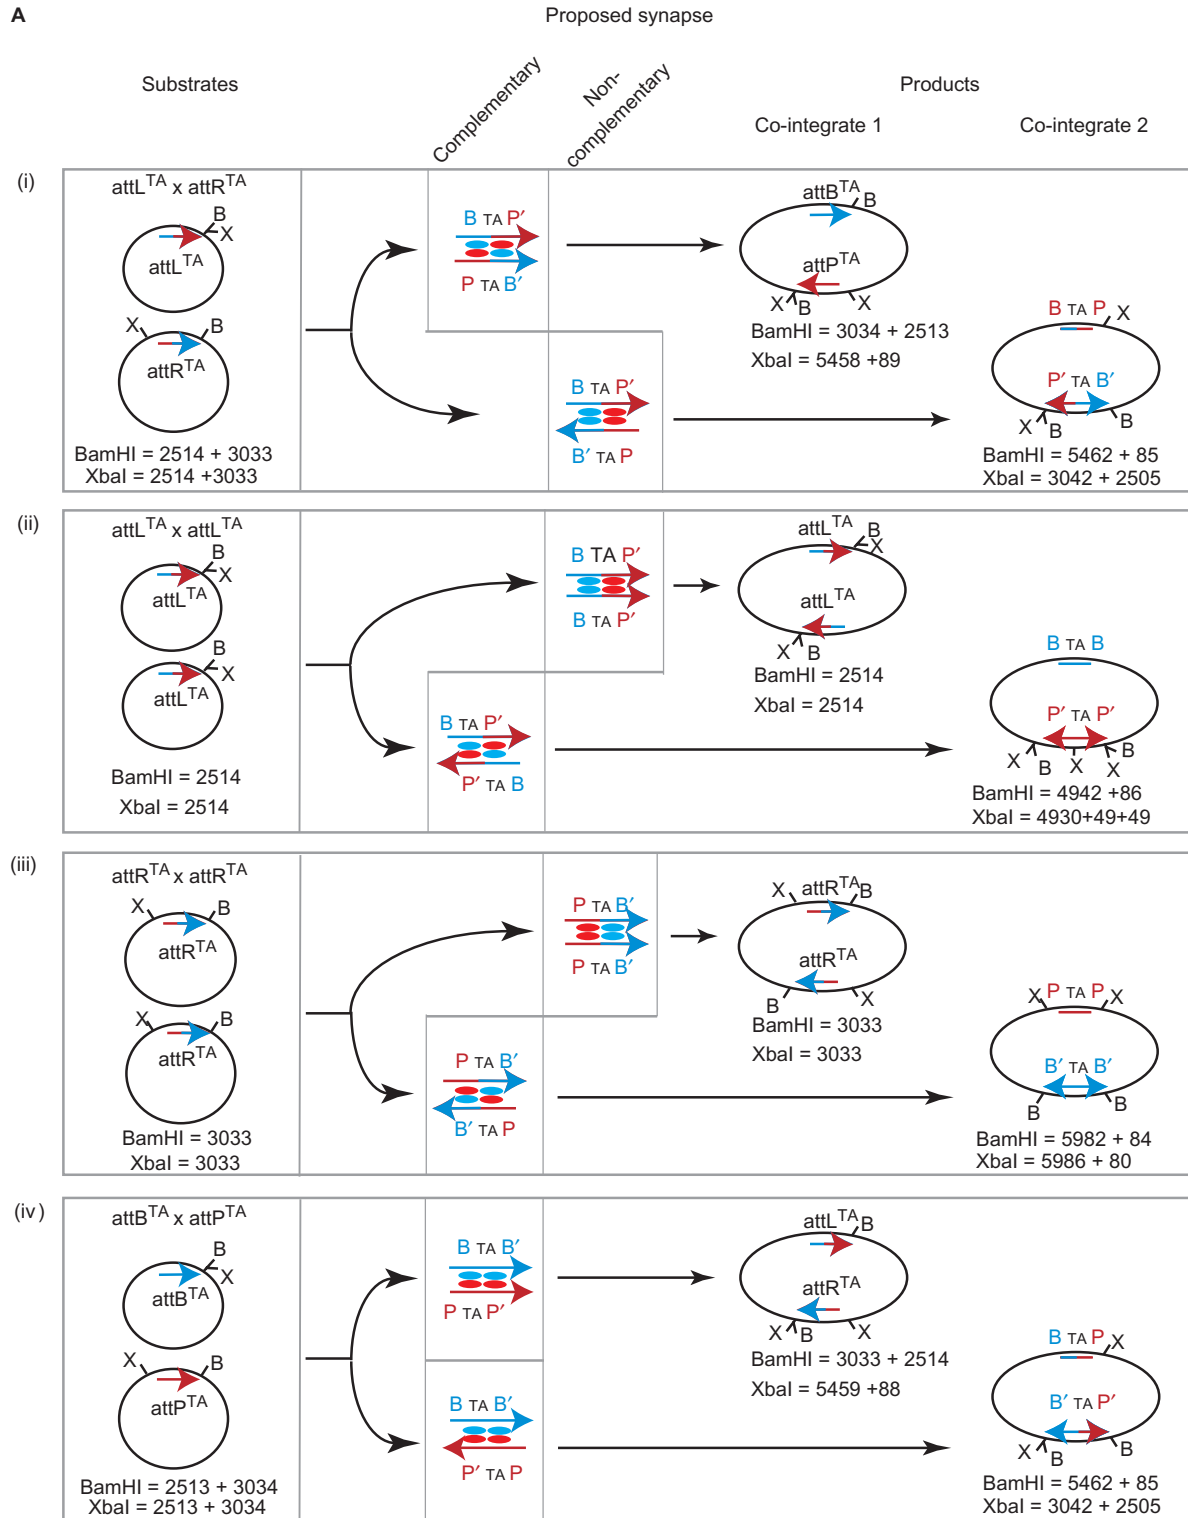 A
Proposed synapse
Substrates
Complementary
Non-
complementary
Products
Co-integrate 1
Co-integrate 2
(i)
attL^TA x attR^TA
B
X
attL^TA
X
B
attR^TA
BamHI = 2514 + 3033
XbaI = 2514 +3033
B TA P′
P TA B′
B TA P′
B′ TA P
attB^TA
B
attP^TA
X
B
X
BamHI = 3034 + 2513
XbaI = 5458 +89
B TA P
X
P′ TA B′
X
B
B
BamHI = 5462 + 85
XbaI = 3042 + 2505
(ii)
attL^TA x attL^TA
B
X
attL^TA
B
X
attL^TA
BamHI = 2514
XbaI = 2514
B TA P′
B TA P′
B TA P′
P′ TA B
attL^TA
B
X
attL^TA
X
B
BamHI = 2514
XbaI = 2514
B TA B
P′ TA P′
X
B
X
X
B
BamHI = 4942 +86
XbaI = 4930+49+49
(iii)
attR^TA x attR^TA
X
B
attR^TA
X
B
attR^TA
BamHI = 3033
XbaI = 3033
P TA B′
P TA B′
P TA B′
B′ TA P
X
attR^TA
B
attR^TA
B
X
BamHI = 3033
XbaI = 3033
X
P TA P
X
B′ TA B′
B
B
BamHI = 5982 + 84
XbaI = 5986 + 80
(iv)
attB^TA x attP^TA
B
X
attB^TA
X
B
attP^TA
BamHI = 2513 + 3034
XbaI = 2513 + 3034
B TA B′
P TA P′
B TA B′
P′ TA P
attL^TA
B
attR^TA
X
B
X
BamHI = 3033 + 2514
XbaI = 5459 +88
B TA P
X
B′ TA P′
X
B
B
BamHI = 5462 + 85
XbaI = 3042 + 2505